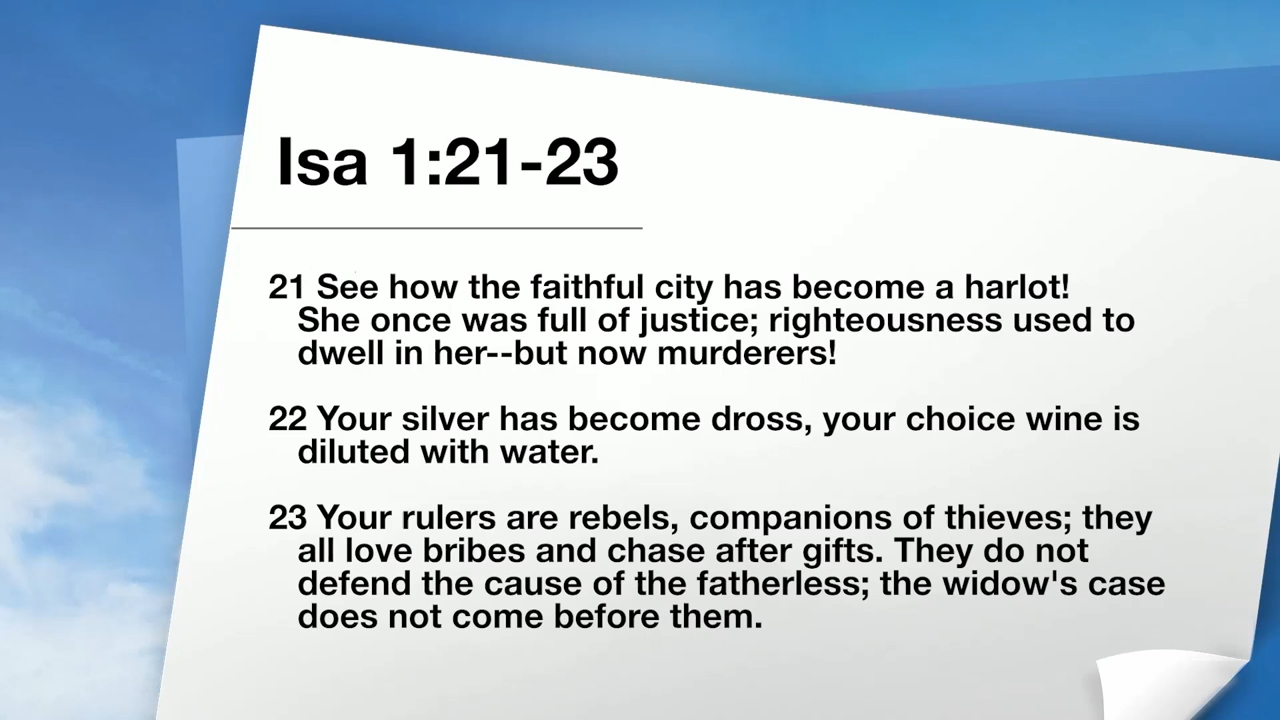 Isa 1:21-23
21 See how the faithful city has become a harlot!
She once was full of justice; righteousness used to
dwell in her--but now murderers!
22 Your silver has become dross, your choice wine is
diluted with water.
23 Your rulers are rebels, companions of thieves; they
all love bribes and chase after gifts. They do not
defend the cause of the fatherless; the widow's case
does not come before them.